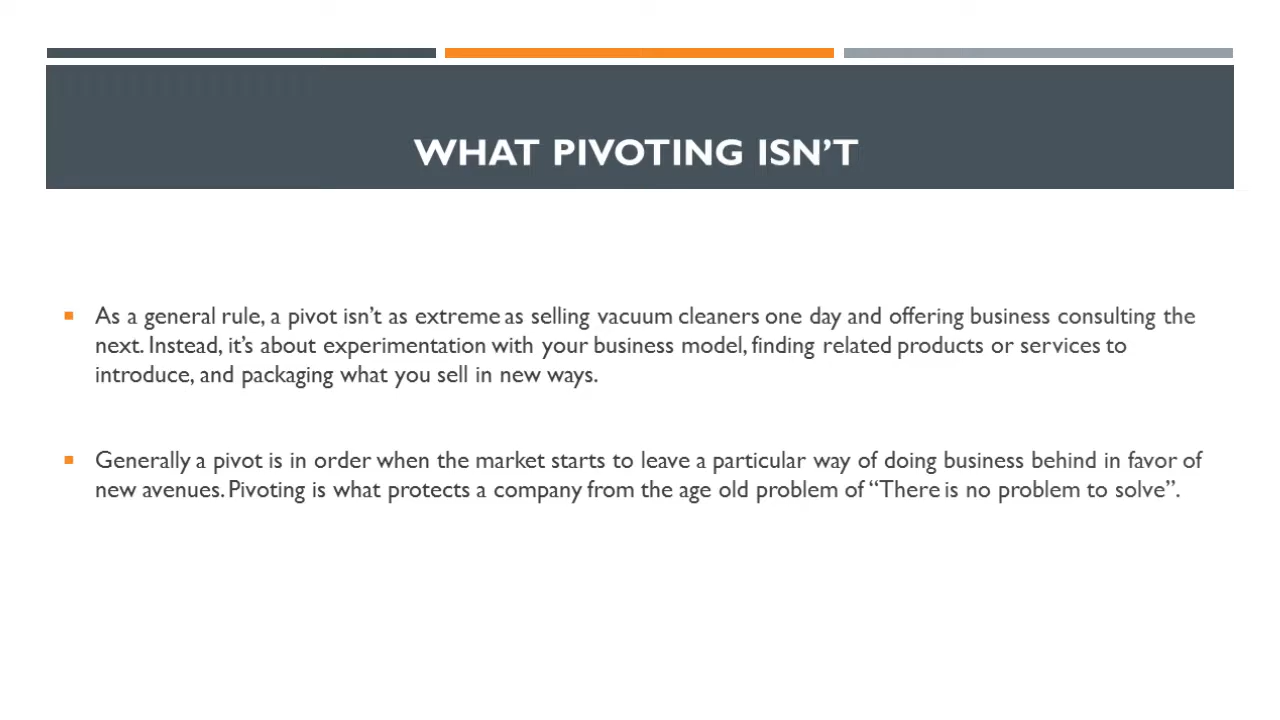 WHAT PIVOTING ISN’T
As a general rule, a pivot isn’t as extreme as selling vacuum cleaners one day and offering business consulting the
next. Instead, it’s about experimentation with your business model, finding related products or services to
introduce, and packaging what you sell in new ways.
Generally a pivot is in order when the market starts to leave a particular way of doing business behind in favor of
new avenues. Pivoting is what protects a company from the age old problem of “There is no problem to solve”.